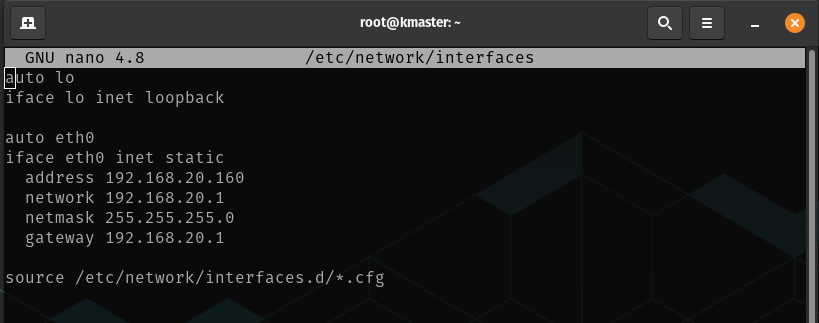 root@kmaster: ~
GNU nano 4.8 /etc/network/interfaces
auto lo
iface lo inet loopback
auto eth0
iface eth0 inet static
address 192.168.20.160
network 192.168.20.1
netmask 255.255.255.0
gateway 192.168.20.1
source /etc/network/interfaces.d/*.cfg